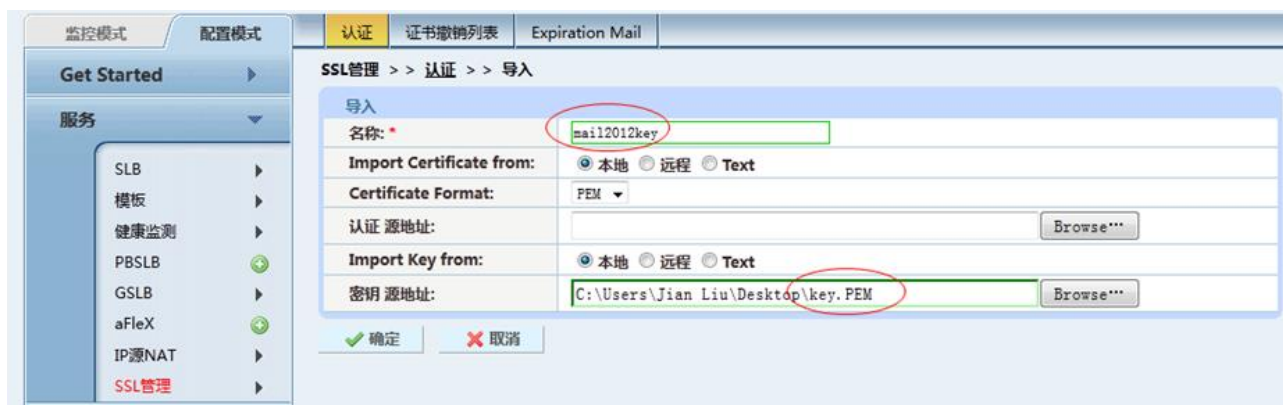 监控模式 配置模式 认证 证书撤销列表 Expiration Mail
Get Started
SSL管理 > > 认证 > > 导入
服务
导入
名称: * mail2012key
SLB
Import Certificate from: 本地 远程 Text
模板
Certificate Format: PEM
健康监测
认证 源地址: Browse...
PBSLB
Import Key from: 本地 远程 Text
GSLB
密钥 源地址: C:\Users\Jian Liu\Desktop\key.PEM Browse...
aFleX
确定 取消
IP源NAT
SSL管理